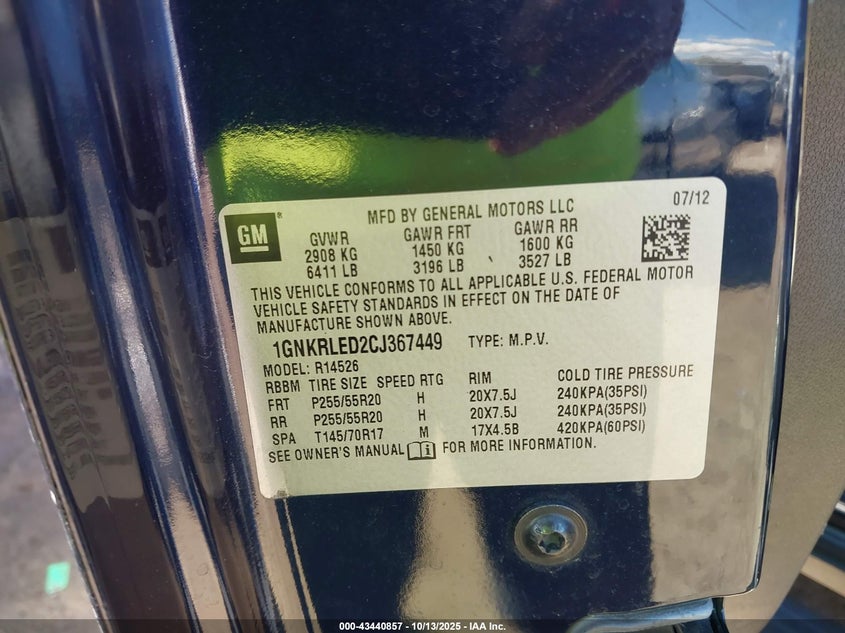 GM
®
MFD BY GENERAL MOTORS LLC
07/12
GVWR GAWR FRT GAWR RR
2908 KG 1450 KG 1600 KG
6411 LB 3196 LB 3527 LB
THIS VEHICLE CONFORMS TO ALL APPLICABLE U.S. FEDERAL MOTOR
VEHICLE SAFETY STANDARDS IN EFFECT ON THE DATE OF
MANUFACTURE SHOWN ABOVE.
1GNKRLED2CJ367449 TYPE: M.P.V.
MODEL: R14526
RBBM TIRE SIZE SPEED RTG RIM COLD TIRE PRESSURE
FRT P255/55R20 H 20X7.5J 240KPA(35PSI)
RR P255/55R20 H 20X7.5J 240KPA(35PSI)
SPA T145/70R17 M 17X4.5B 420KPA(60PSI)
SEE OWNER'S MANUAL FOR MORE INFORMATION.
000-43440857 - 10/13/2025 - IAA Inc.